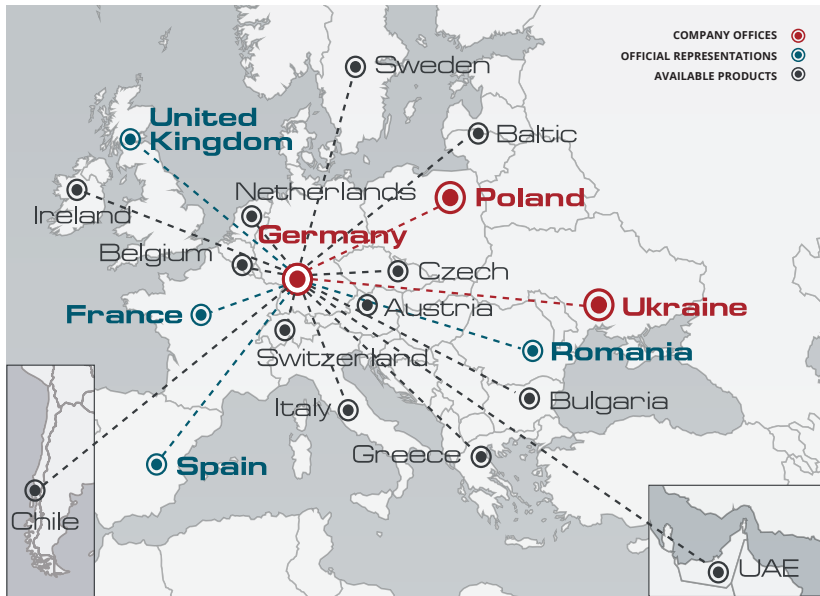 COMPANY OFFICES
OFFICIAL REPRESENTATIONS
AVAILABLE PRODUCTS
Sweden
United
Kingdom
Baltic
Netherlands
Poland
Ireland
Germany
Belgium
Czech
France
Austria
Ukraine
Switzerland
Romania
Italy
Bulgaria
Greece
Spain
Chile
UAE